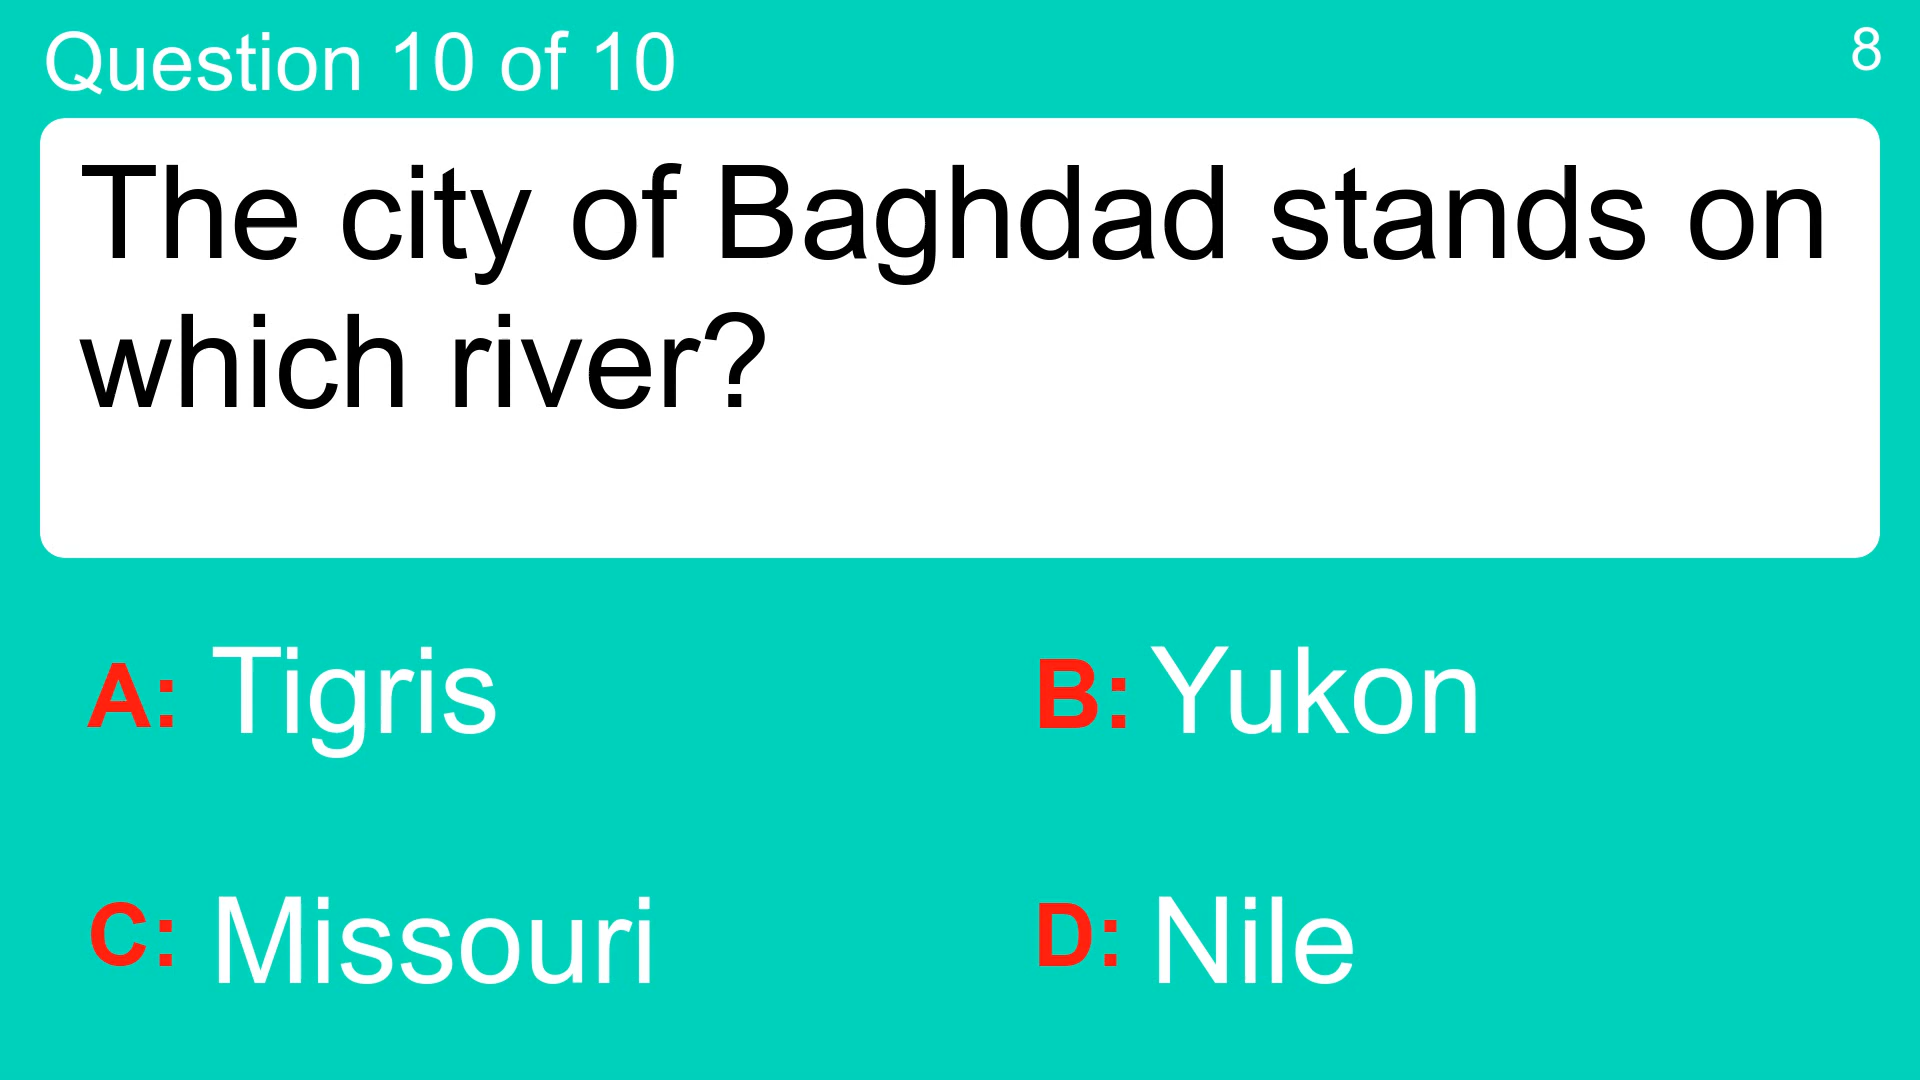 Question 10 of 10
8
The city of Baghdad stands on
which river?
A: Tigris
B: Yukon
C: Missouri
D: Nile